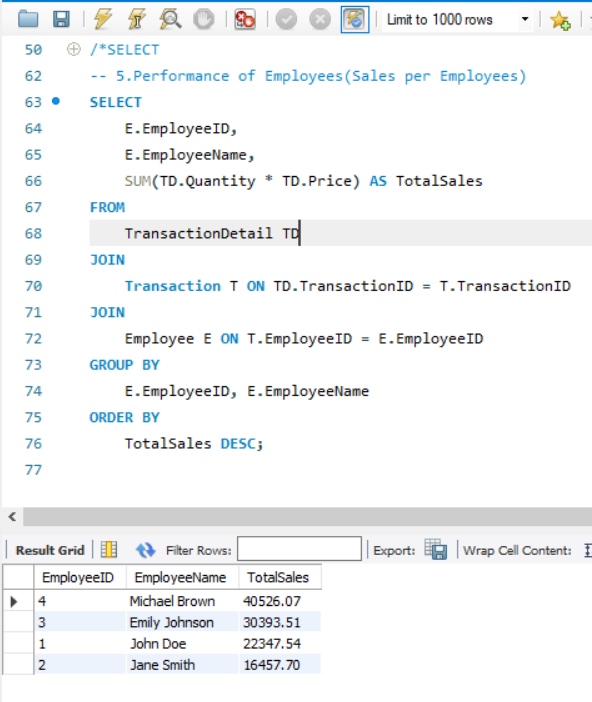 Limit to 1000 rows
50 /*SELECT
62 -- 5.Performance of Employees(Sales per Employees)
63 SELECT
64 E.EmployeeID,
65 E.EmployeeName,
66 SUM(TD.Quantity * TD.Price) AS TotalSales
67 FROM
68 TransactionDetail TD
69 JOIN
70 Transaction T ON TD.TransactionID = T.TransactionID
71 JOIN
72 Employee E ON T.EmployeeID = E.EmployeeID
73 GROUP BY
74 E.EmployeeID, E.EmployeeName
75 ORDER BY
76 TotalSales DESC;
77
Result Grid Filter Rows: Export: Wrap Cell Content:
EmployeeID EmployeeName TotalSales
4 Michael Brown 40526.07
3 Emily Johnson 30393.51
1 John Doe 22347.54
2 Jane Smith 16457.70